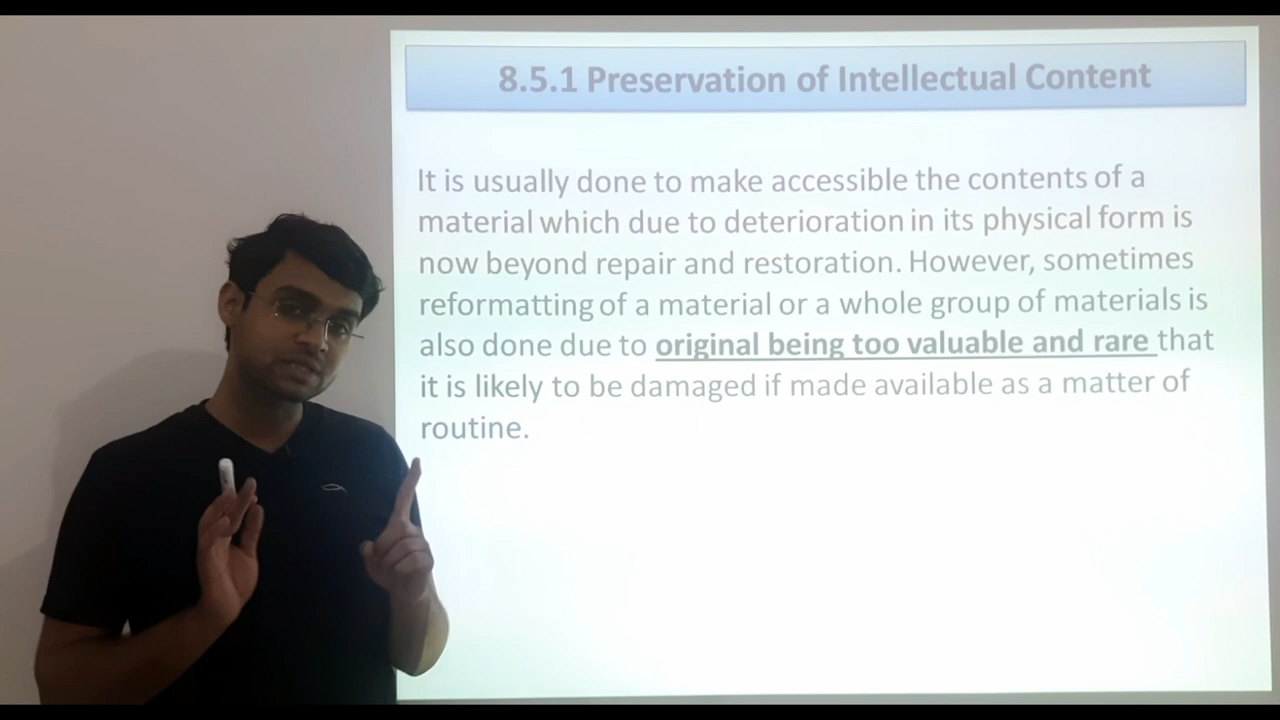 8.5.1 Preservation of Intellectual Content
It is usually done to make accessible the contents of a
material which due to deterioration in its physical form is
now beyond repair and restoration. However, sometimes
reformatting of a material or a whole group of materials is
also done due to original being too valuable and rare that
it is likely to be damaged if made available as a matter of
routine.